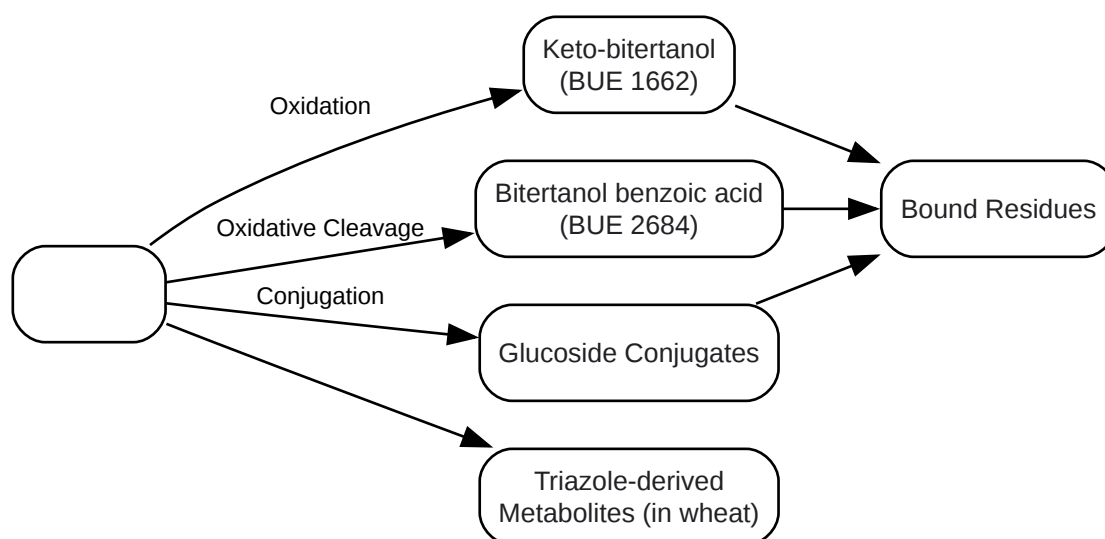 Keto-bitertanol
(BUE 1662)
Oxidation
Bitertanol benzoic acid
(BUE 2684)
Bound Residues
Oxidative Cleavage
Conjugation
Glucoside Conjugates
Triazole-derived
Metabolites (in wheat)